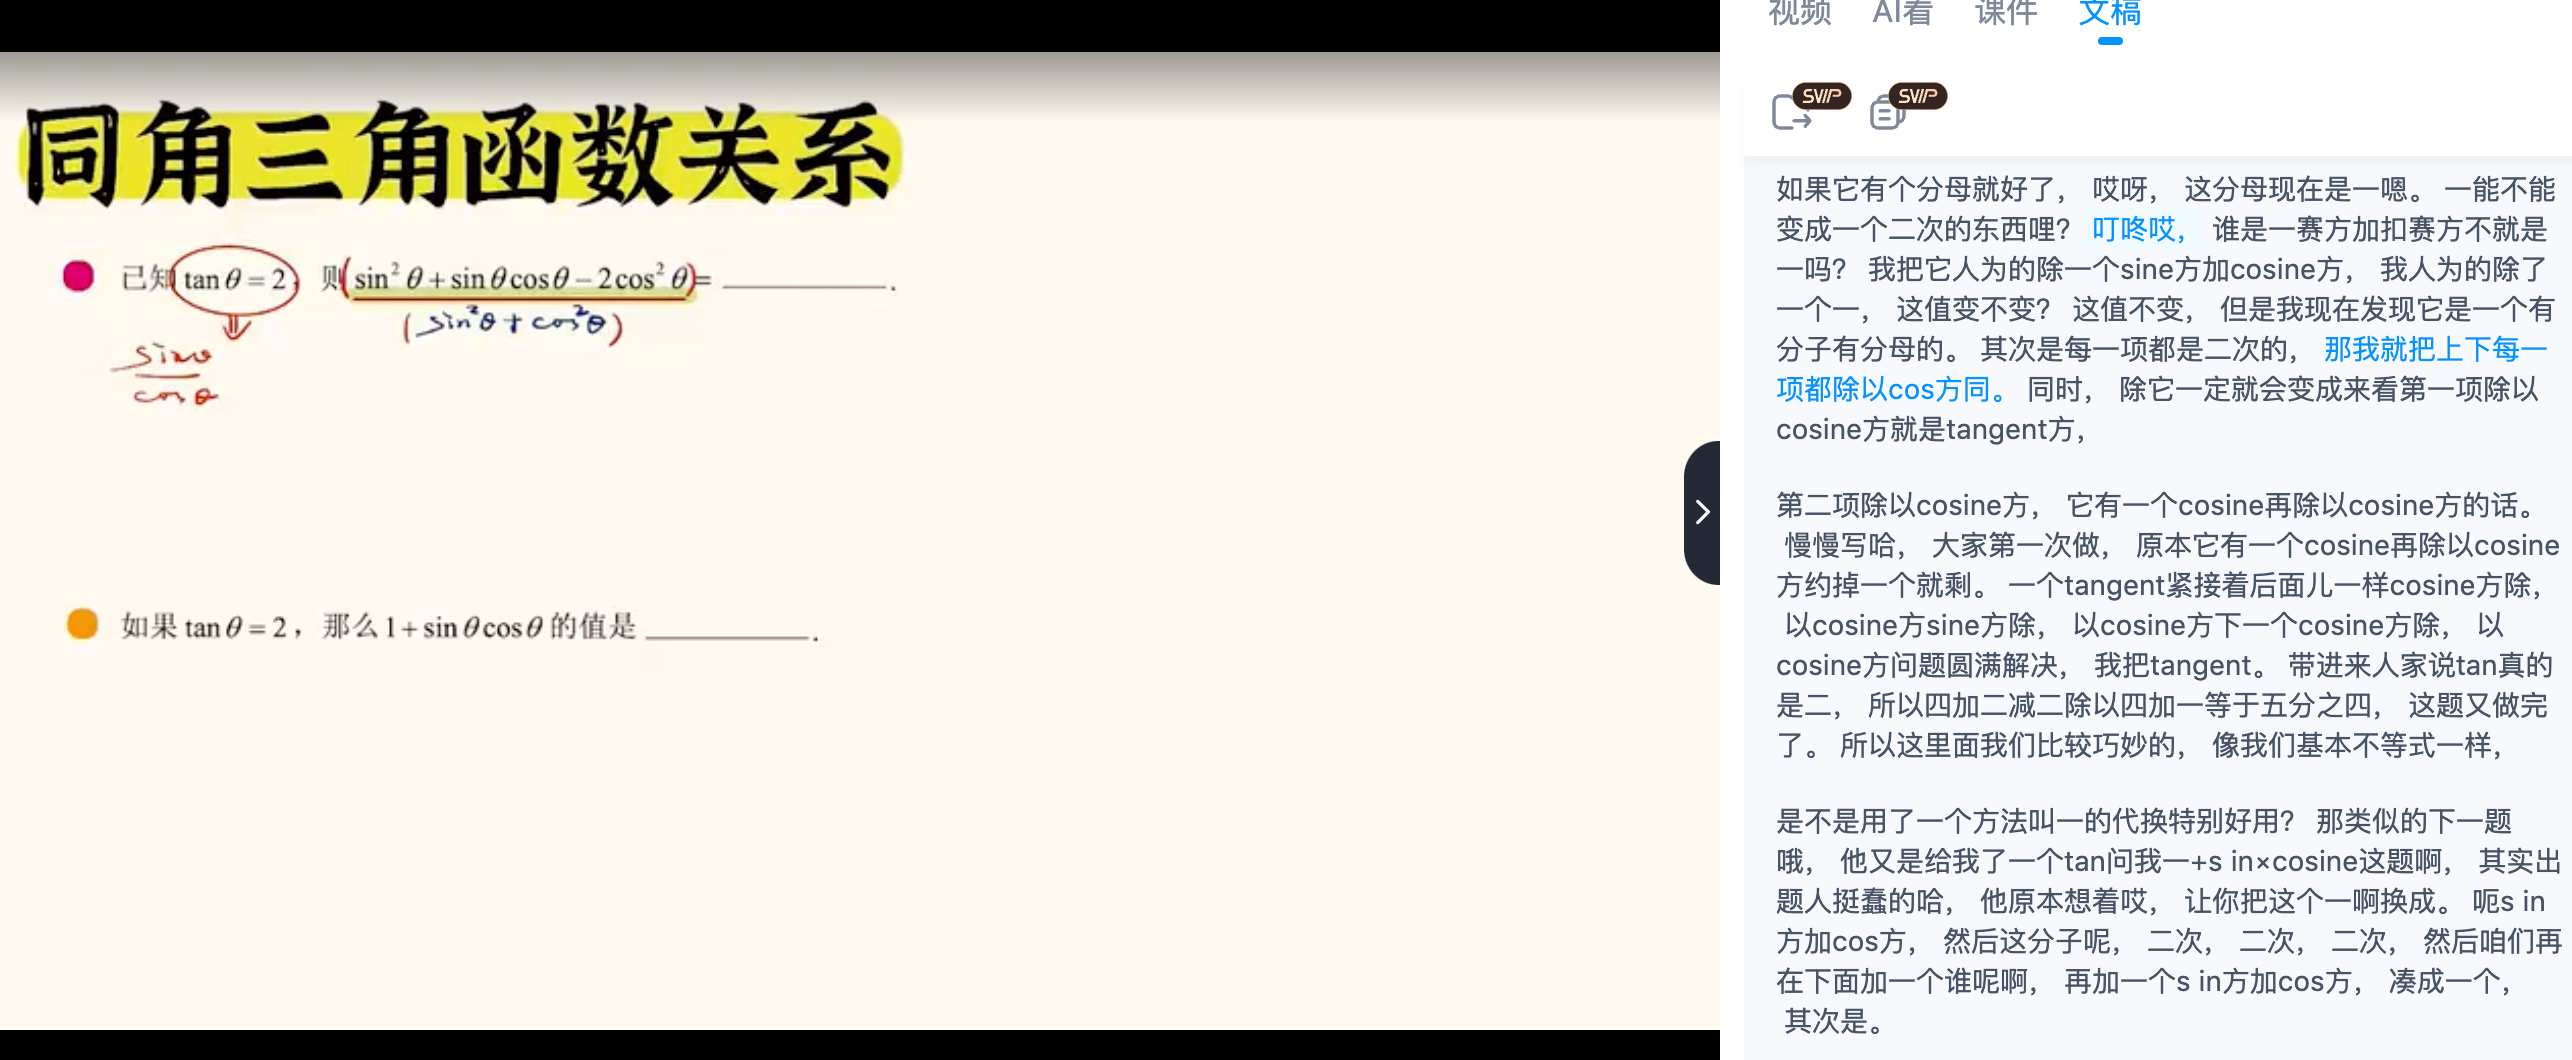 同角三角函数关系
已知 tan θ = 2, 则(sin² θ + sin θ cos θ − 2cos² θ)= ________.
(sin²θ + cos²θ)
sinθ
cosθ
如果 tan θ = 2，那么 1 + sin θ cos θ 的值是 ________.
视频 AI看 课件 文稿
SVIP SVIP
如果它有个分母就好了， 哎呀， 这分母现在是一嗯。 一能不能
变成一个二次的东西哩？ 叮咚哎， 谁是一赛方加扣赛方不就是
一吗？ 我把它人为的除一个sine方加cosine方， 我人为的除了
一个一， 这值变不变？ 这值不变， 但是我现在发现它是一个有
分子有分母的。 其次是每一项都是二次的， 那我就把上下每一
项都除以cos方同。 同时， 除它一定就会变成来看第一项除以
cosine方就是tangent方，
第二项除以cosine方， 它有一个cosine再除以cosine方的话。
慢慢写哈， 大家第一次做， 原本它有一个cosine再除以cosine
方约掉一个就剩。 一个tangent紧接着后面儿一样cosine方除，
以cosine方sine方除， 以cosine方下一个cosine方除， 以
cosine方问题圆满解决， 我把tangent。 带进来人家说tan真的
是二， 所以四加二减二除以四加一等于五分之四， 这题又做完
了。 所以这里面我们比较巧妙的， 像我们基本不等式一样，
是不是用了一个方法叫一的代换特别好用？ 那类似的下一题
哦， 他又是给我了一个tan问我一+s in×cosine这题啊， 其实出
题人挺蠢的哈， 他原本想着哎， 让你把这个一啊换成。 呃s in
方加cos方， 然后这分子呢， 二次， 二次， 二次， 然后咱们再
在下面加一个谁呢啊， 再加一个s in方加cos方， 凑成一个，
其次是。